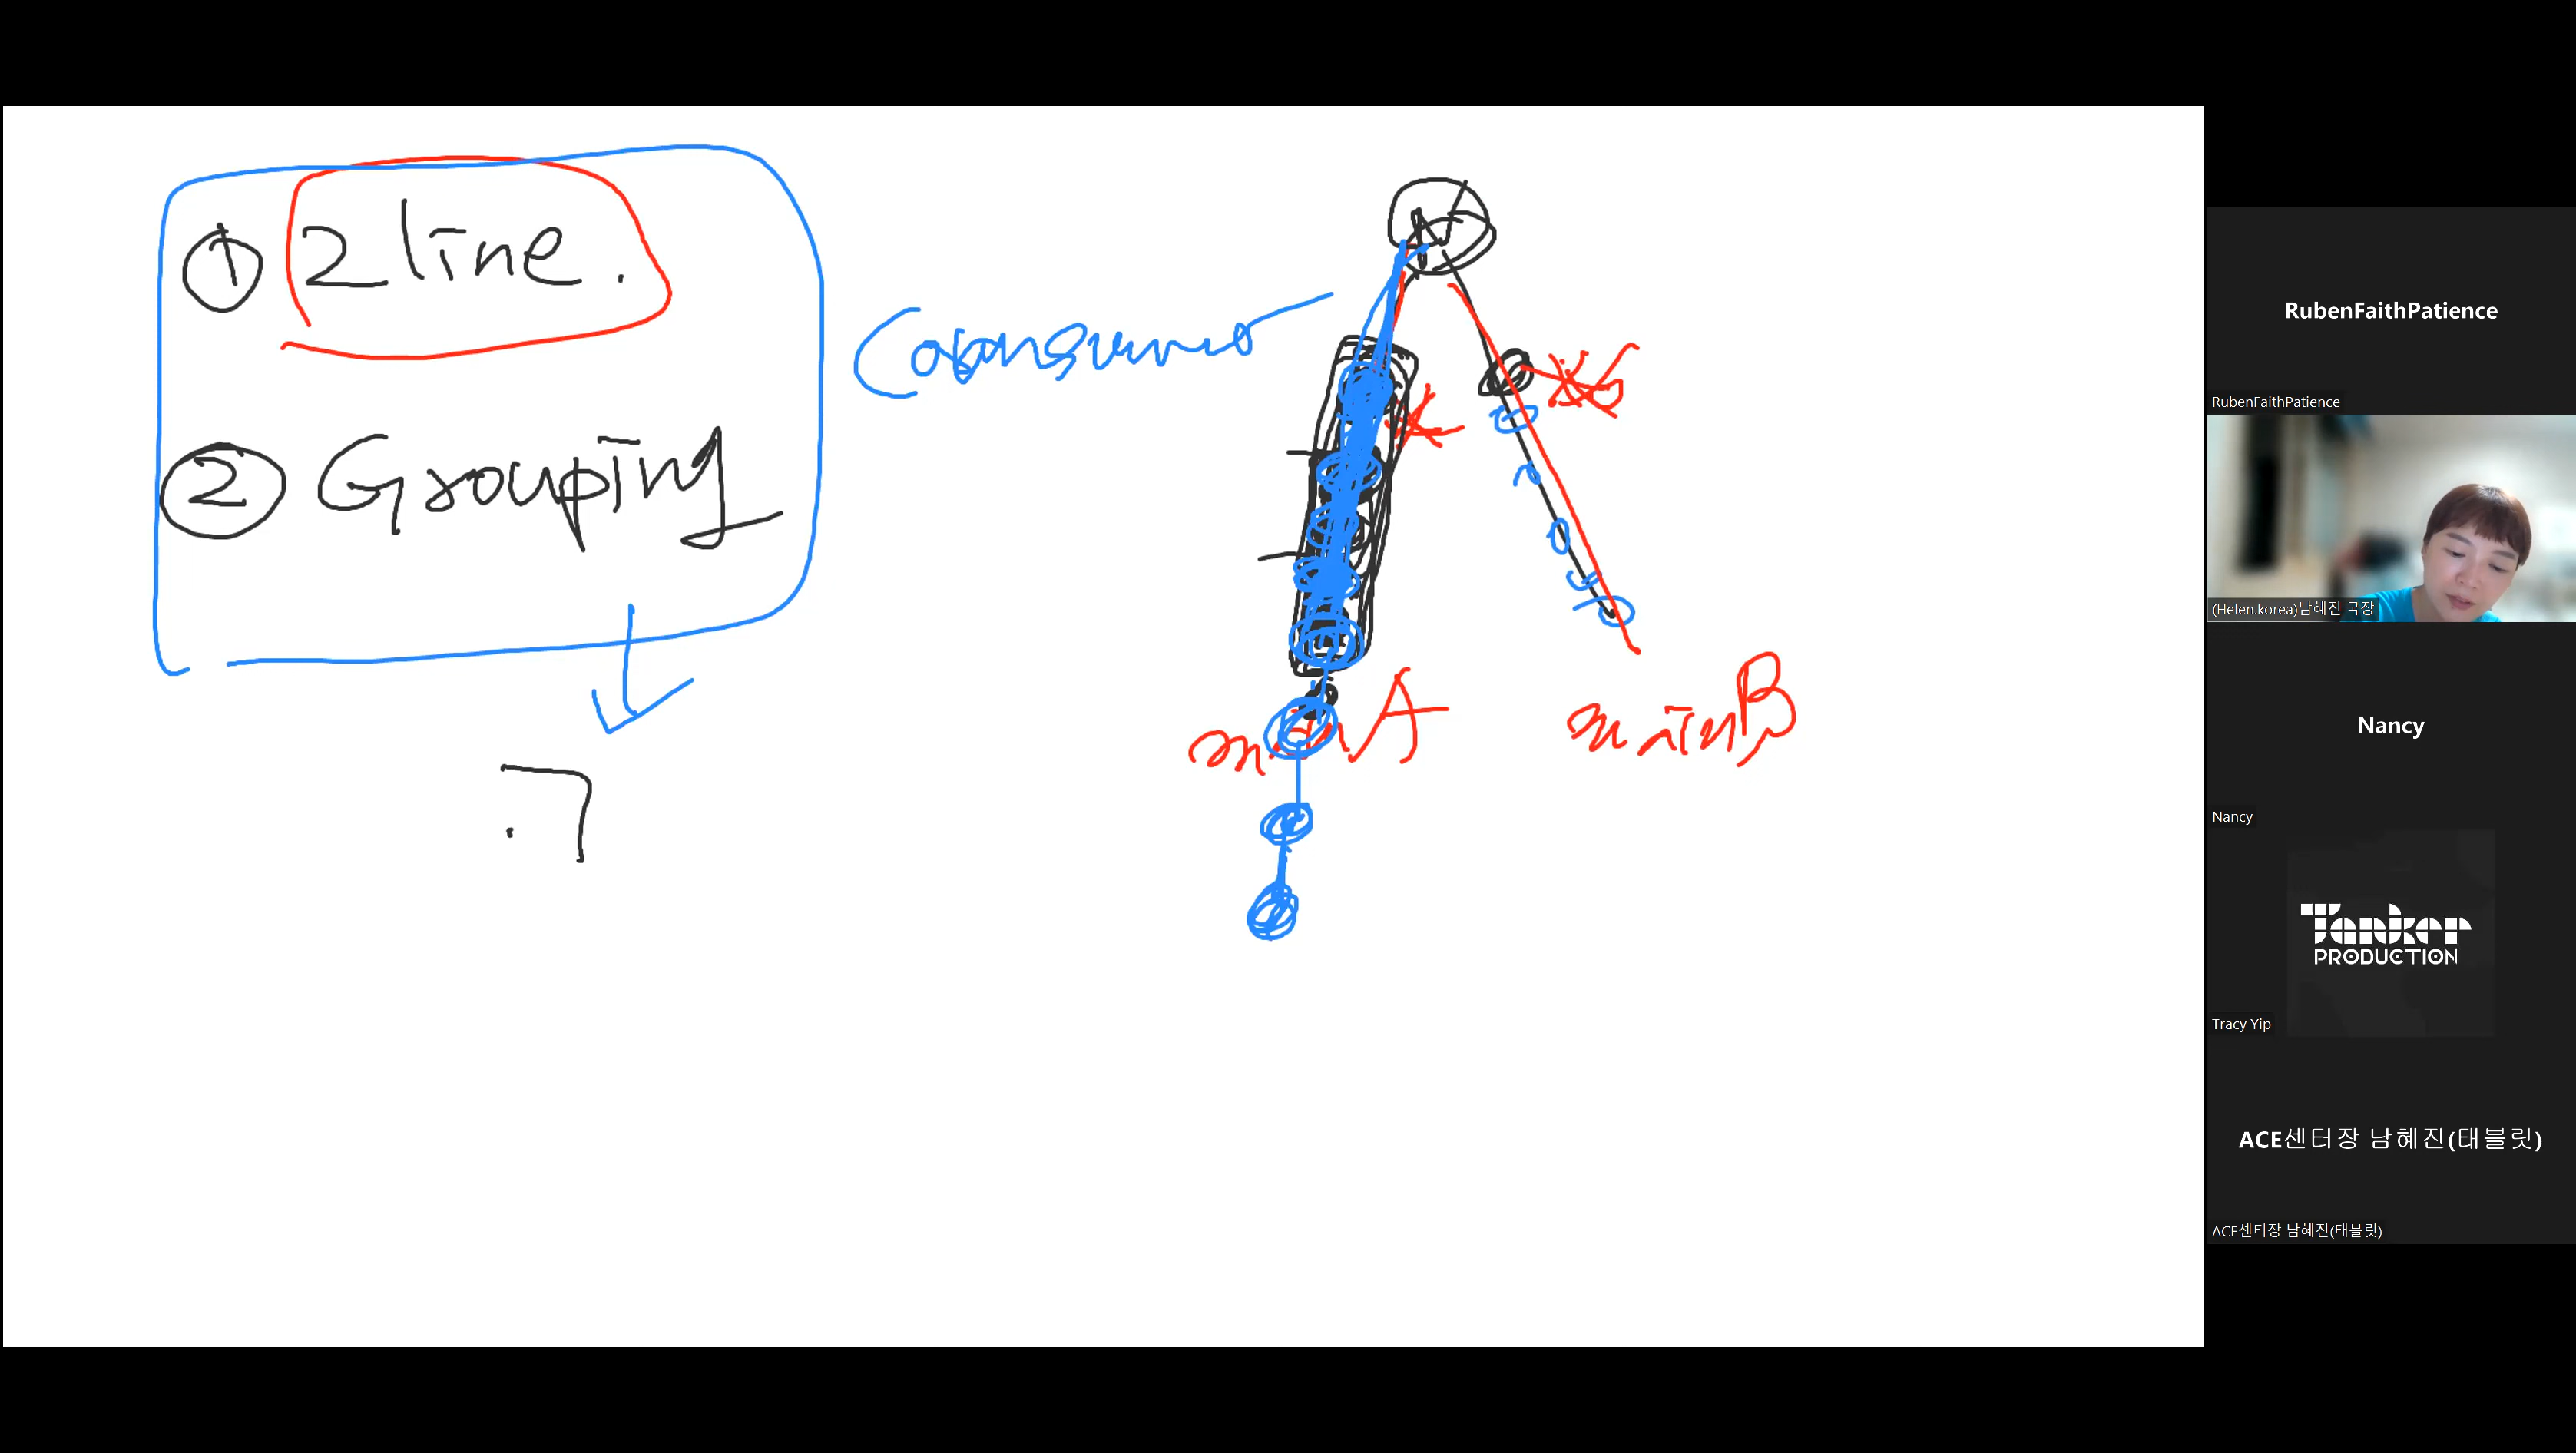 ① 2 line.
② Grouping
Consumer
N
main A
main B
RubenFaithPatience
RubenFaithPatience
(Helen.korea)남혜진 국장
Nancy
Nancy
Tanker
PRODUCTION
Tracy Yip
ACE센터장 남혜진(태블릿)
ACE센터장 남혜진(태블릿)